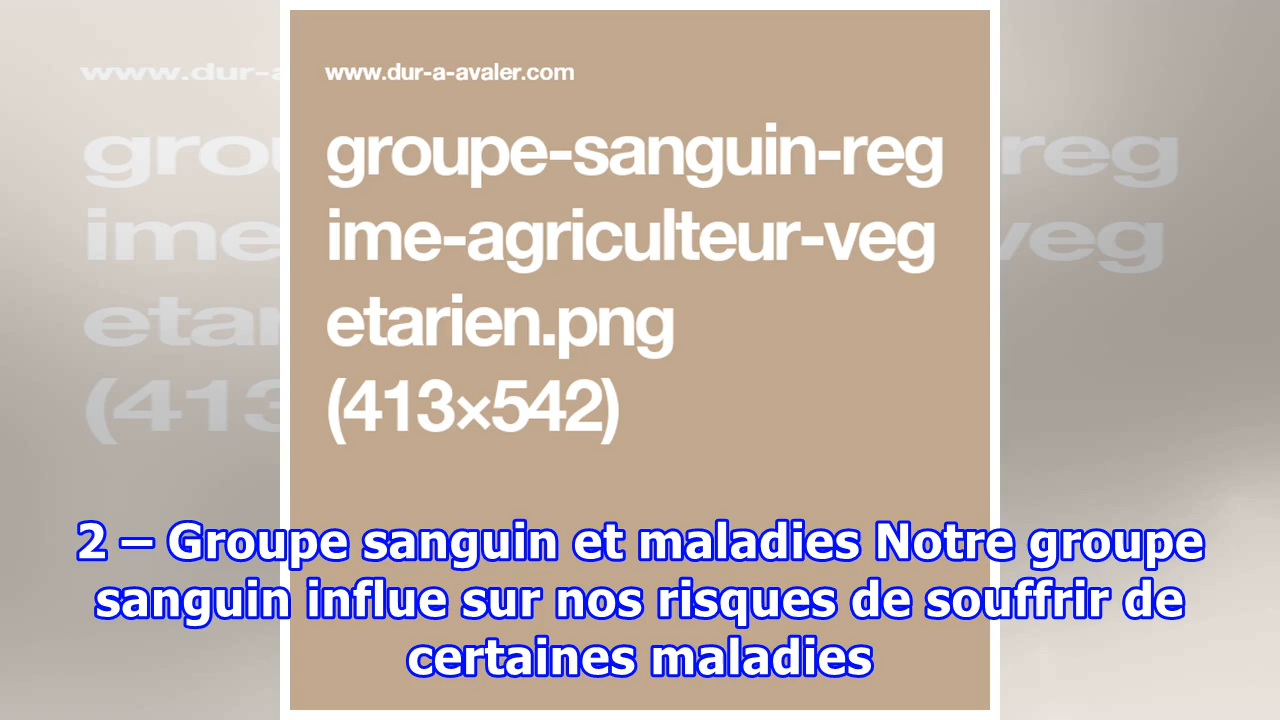 www.dur-a-avaler.com
groupe-sanguin-reg
ime-agriculteur-veg
etarien.png
(413×542)
2 – Groupe sanguin et maladies Notre groupe
sanguin influe sur nos risques de souffrir de
certaines maladies